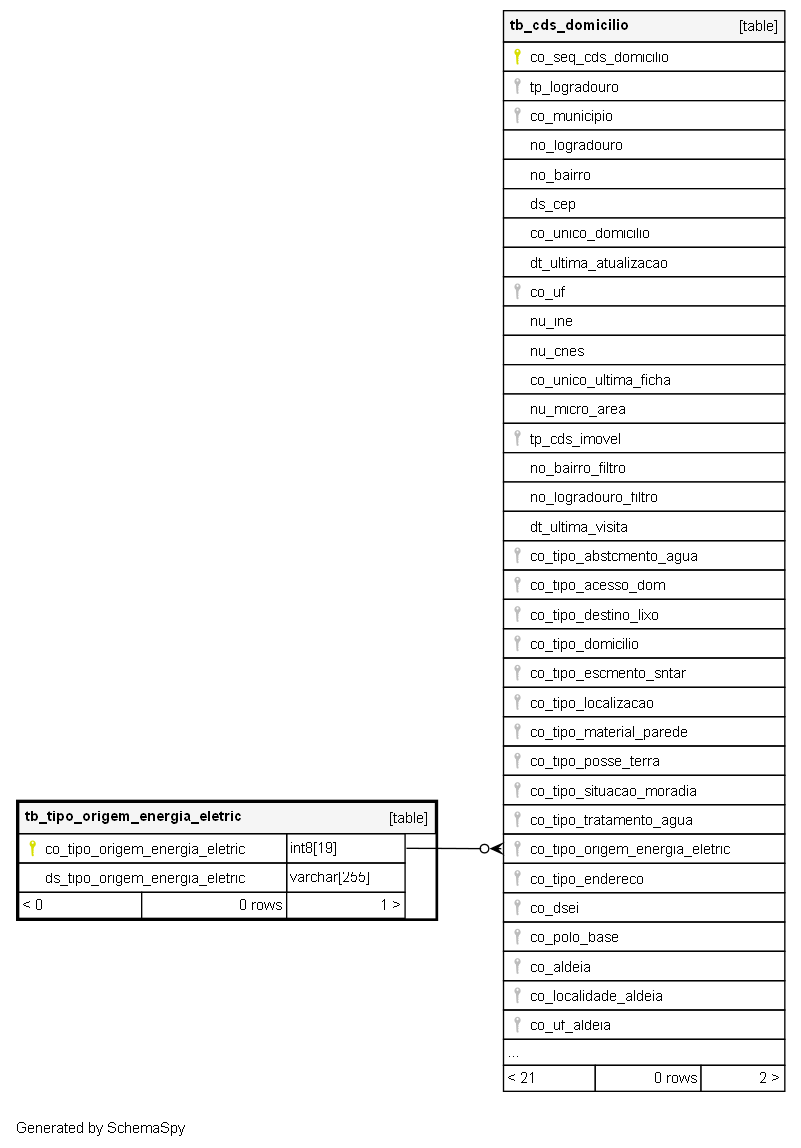 tb_cds_domicilio [table]
co_seq_cds_domicilio
tp_logradouro
co_municipio
no_logradouro
no_bairro
ds_cep
co_unico_domicilio
dt_ultima_atualizacao
co_uf
nu_ine
nu_cnes
co_unico_ultima_ficha
nu_micro_area
tp_cds_imovel
no_bairro_filtro
no_logradouro_filtro
dt_ultima_visita
co_tipo_abstcmento_agua
co_tipo_acesso_dom
co_tipo_destino_lixo
co_tipo_domicilio
co_tipo_escmento_sntar
co_tipo_localizacao
co_tipo_material_parede
co_tipo_posse_terra
co_tipo_situacao_moradia
co_tipo_tratamento_agua
co_tipo_origem_energia_eletric
co_tipo_endereco
co_dsei
co_polo_base
co_aldeia
co_localidade_aldeia
co_uf_aldeia
...
< 21 0 rows 2 >
tb_tipo_origem_energia_eletric [table]
co_tipo_origem_energia_eletric int8[19]
ds_tipo_origem_energia_eletric varchar[255]
< 0 0 rows 1 >
Generated by SchemaSpy